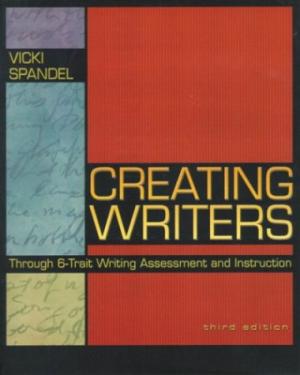 VICKI
SPANDEL
CREATING
WRITERS
Through 6-Trait Writing Assessment and Instruction
third edition